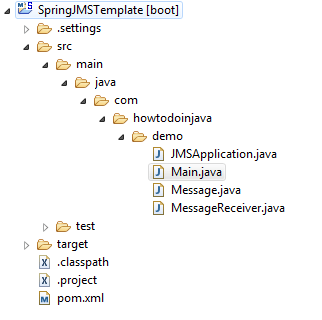 SpringJMSTemplate [boot]
.settings
src
main
java
com
howtodoinjava
demo
JMSApplication.java
Main.java
Message.java
MessageReceiver.java
test
target
.classpath
.project
pom.xml